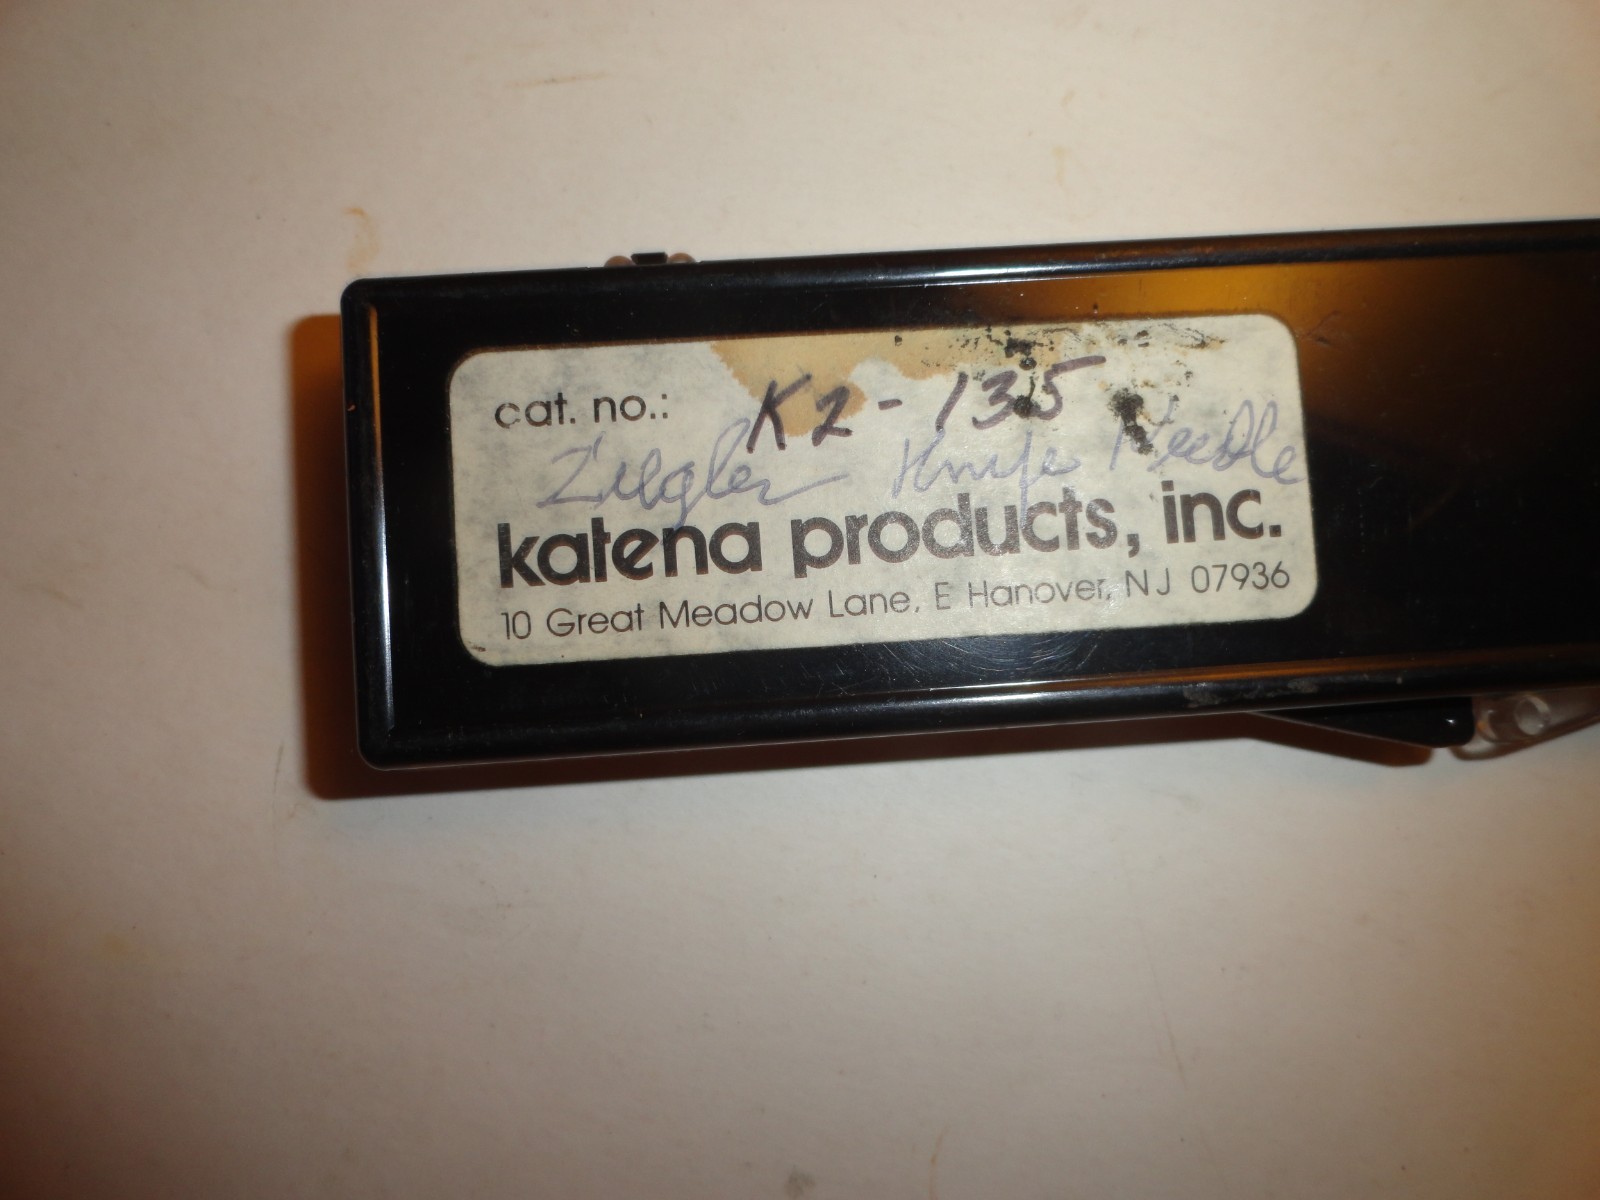 cat. no.: K2-135
Ziegler Knife Needle
katena products, inc.
10 Great Meadow Lane, E Hanover, NJ 07936